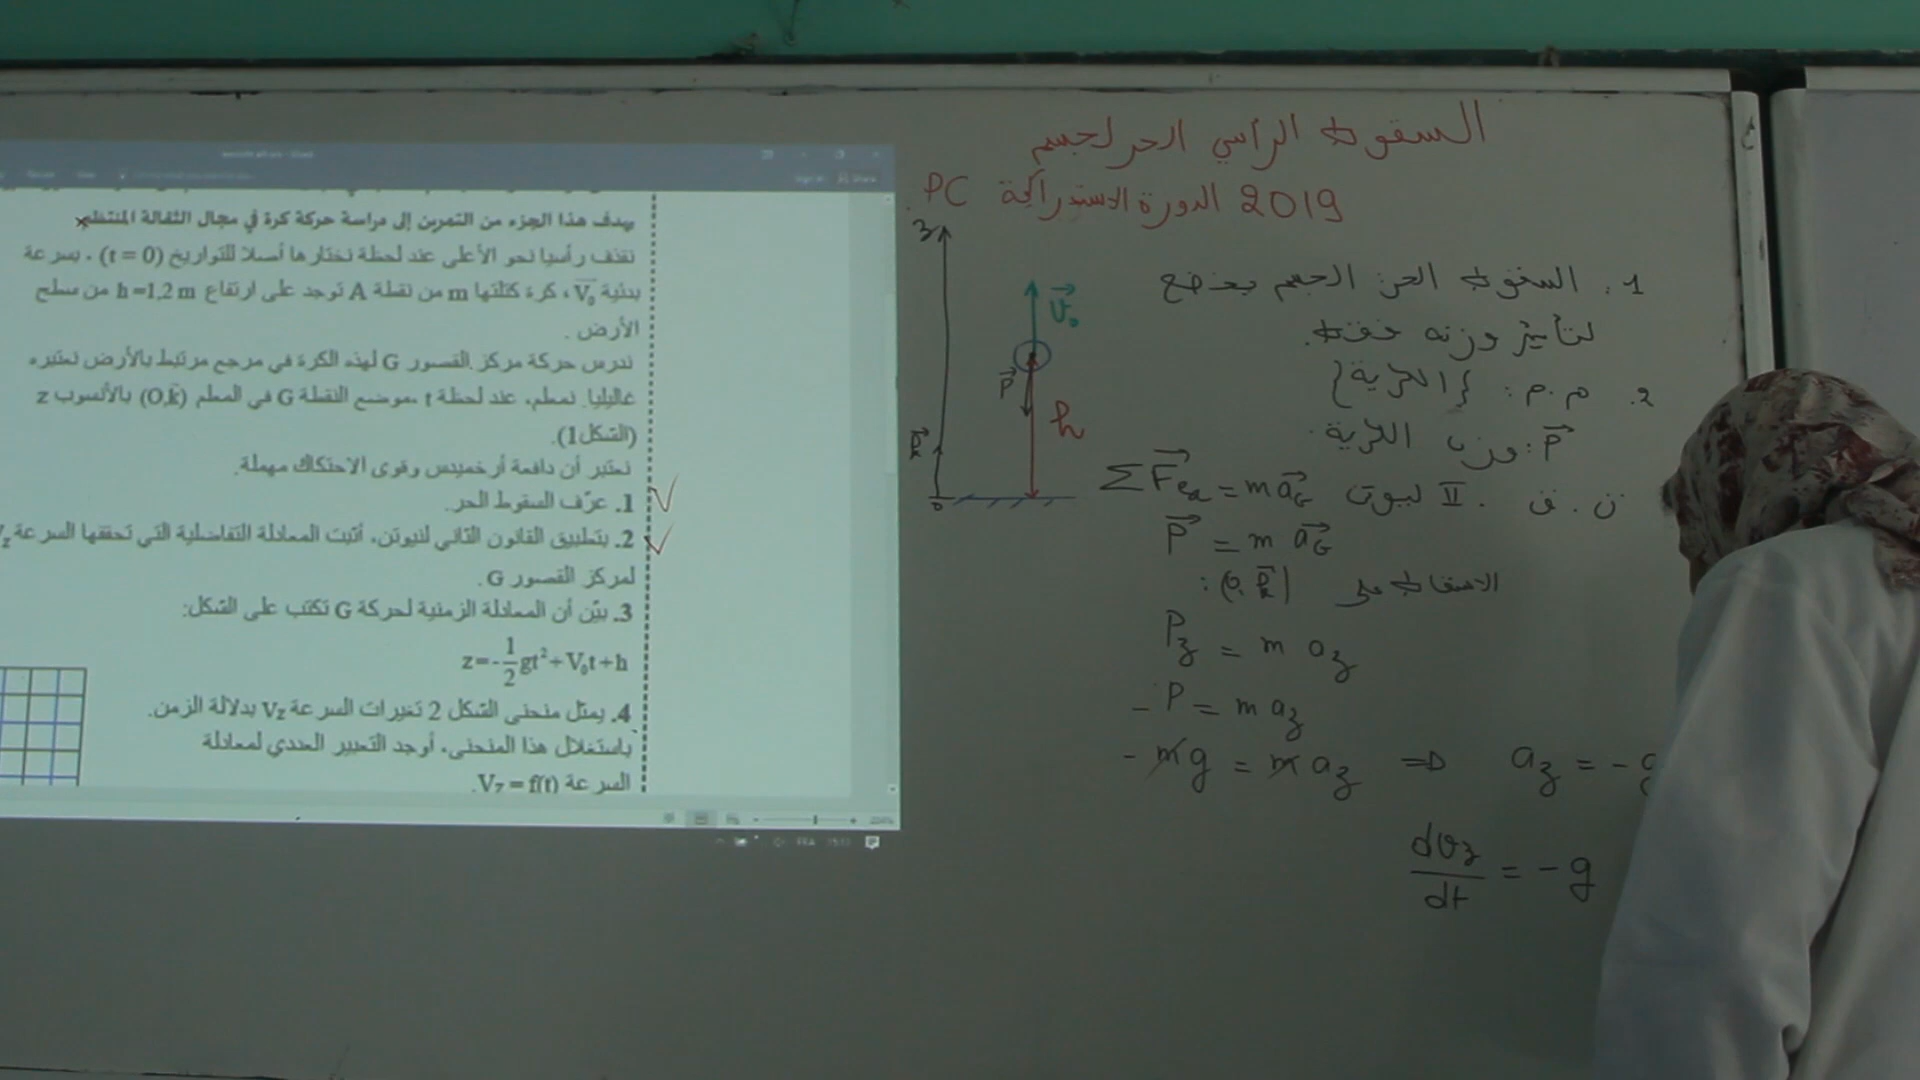 يهدف هذا الجزء من التمرين إلى دراسة حركة كرة في مجال الثقالة المنتظم
نقذف رأسيا نحو الأعلى عند لحظة نختارها أصلا للتواريخ (t = 0) ، بسرعة
بدئية V₀، كرة كتلتها m من نقطة A توجد على ارتفاع h=1,2 m من سطح
الأرض .
ندرس حركة مركز القصور G لهذه الكرة في مرجع مرتبط بالأرض نعتبره
غاليليا. نمعلم، عند لحظة t ،موضع النقطة G في المعلم (O,k) بالأنسوب z
(الشكل1).
نعتبر أن دافعة أرخميدس وقوى الاحتكاك مهملة.
1. عرّف السقوط الحر.
2. بتطبيق القانون الثاني لنيوتن، أثبت المعادلة التفاضلية التي تحققها السرعة Vz
لمركز القصور G .
3. بيّن أن المعادلة الزمنية لحركة G تكتب على الشكل:
z=-1/2gt²+V₀t+h
4. يمثل منحنى الشكل 2 تغيرات السرعة Vz بدلالة الزمن.
باستغلال هذا المنحنى، أوجد التعبير العددي لمعادلة
السرعة Vz = f(t).
السقوط الرأسي الحر لجسم
2019 الدورة الاستدراكية PC
z
V₀
P
h
k
0
1. السقوط الحر: الجسم يخضع
لتأثير وزنه فقط.
2. م.م: {الكرية}
P: وزن الكرية
ن . ق . II لنيوتن ΣFex = m aG
P = m aG
الاسقاط على (o,k):
Pz = m az
- P = m az
- mg = m az ⇒ az = - g
dvz/dt = - g